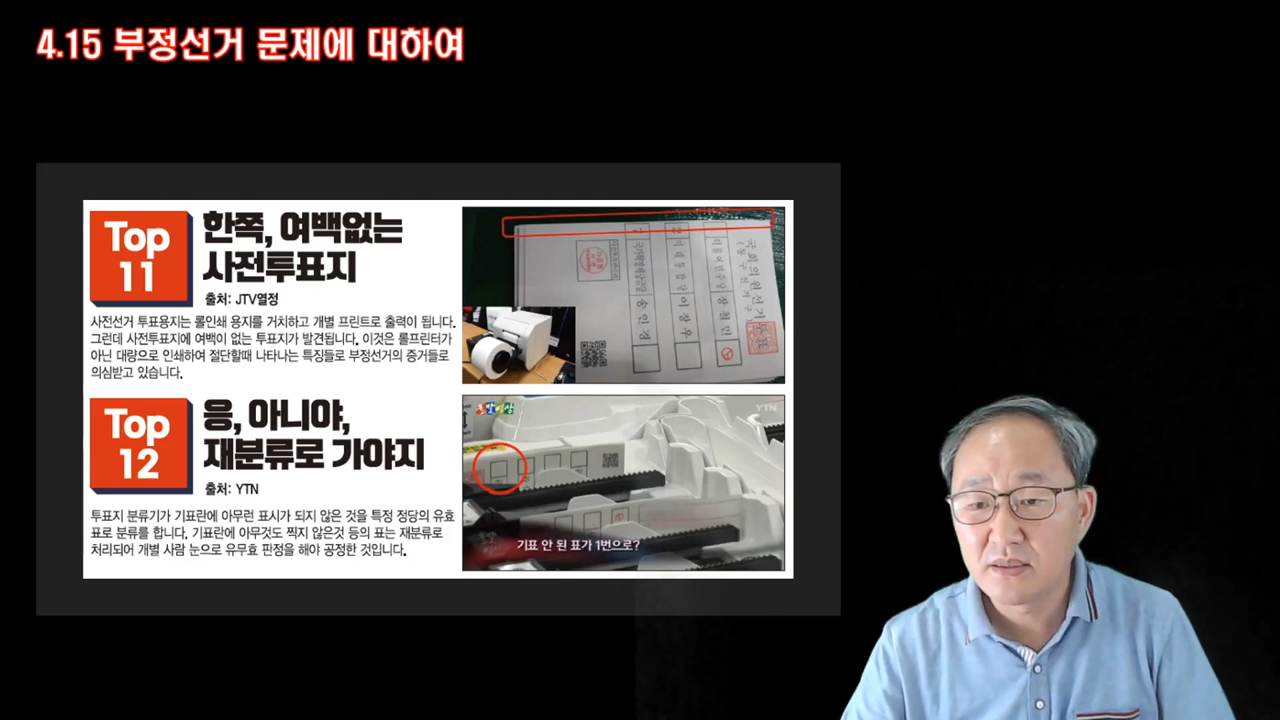 4.15 부정선거 문제에 대하여
Top
11
한쪽, 여백없는
사전투표지
출처: JTV열정
사전선거 투표용지는 롤인쇄 용지를 거치하고 개별 프린트로 출력이 됩니다.
그런데 사전투표지에 여백이 없는 투표지가 발견됩니다. 이것은 롤프린터가
아닌 대량으로 인쇄하여 절단할때 나타나는 특징들로 부정선거의 증거들로
의심받고 있습니다.
국회의원선거
Top
12
응, 아니야,
재분류로 가야지
출처: YTN
투표지 분류기가 기표란에 아무런 표시가 되지 않은 것을 특정 정당의 유효
표로 분류를 합니다. 기표란에 아무것도 찍지 않은것 등의 표는 재분류로
처리되어 개별 사람 눈으로 유무효 판정을 해야 공정한 것입니다.
YTN
기표 안 된 표가 1번으로?